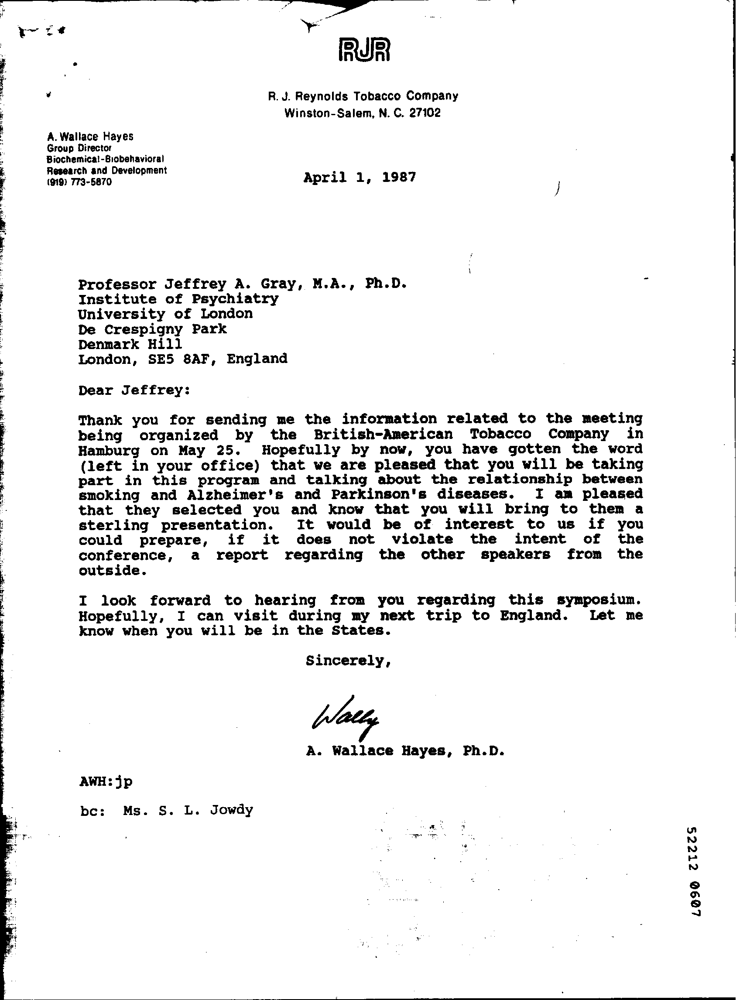 RJR
R. J. Reynolds Tobacco Company
Winston-Salem, N. C. 27102
A. Wallace Hayes
Group Director
Biochemical-Biobehavioral
Research and Development
(919) 773-5870
April 1, 1987
Professor Jeffrey A. Gray, M.A., Ph.D.
Institute of Psychiatry
University of London
De Crespigny Park
Denmark Hill
London, SE5 8AF, England
Dear Jeffrey:
Thank you for sending me the information related to the meeting
being organized by the British-American Tobacco Company in
Hamburg on May 25. Hopefully by now, you have gotten the word
(left in your office) that we are pleased that you will be taking
part in this program and talking about the relationship between
smoking and Alzheimer's and Parkinson's diseases. I am pleased
that they selected you and know that you will bring to them a
sterling presentation. It would be of interest to us if you
could prepare, if it does not violate the intent of the
conference, a report regarding the other speakers from the
outside.
I look forward to hearing from you regarding this symposium.
Hopefully, I can visit during my next trip to England. Let me
know when you will be in the States.
Sincerely,
Wally
A. Wallace Hayes, Ph.D.
AWH:jp
bc: Ms. S. L. Jowdy
52212 0607